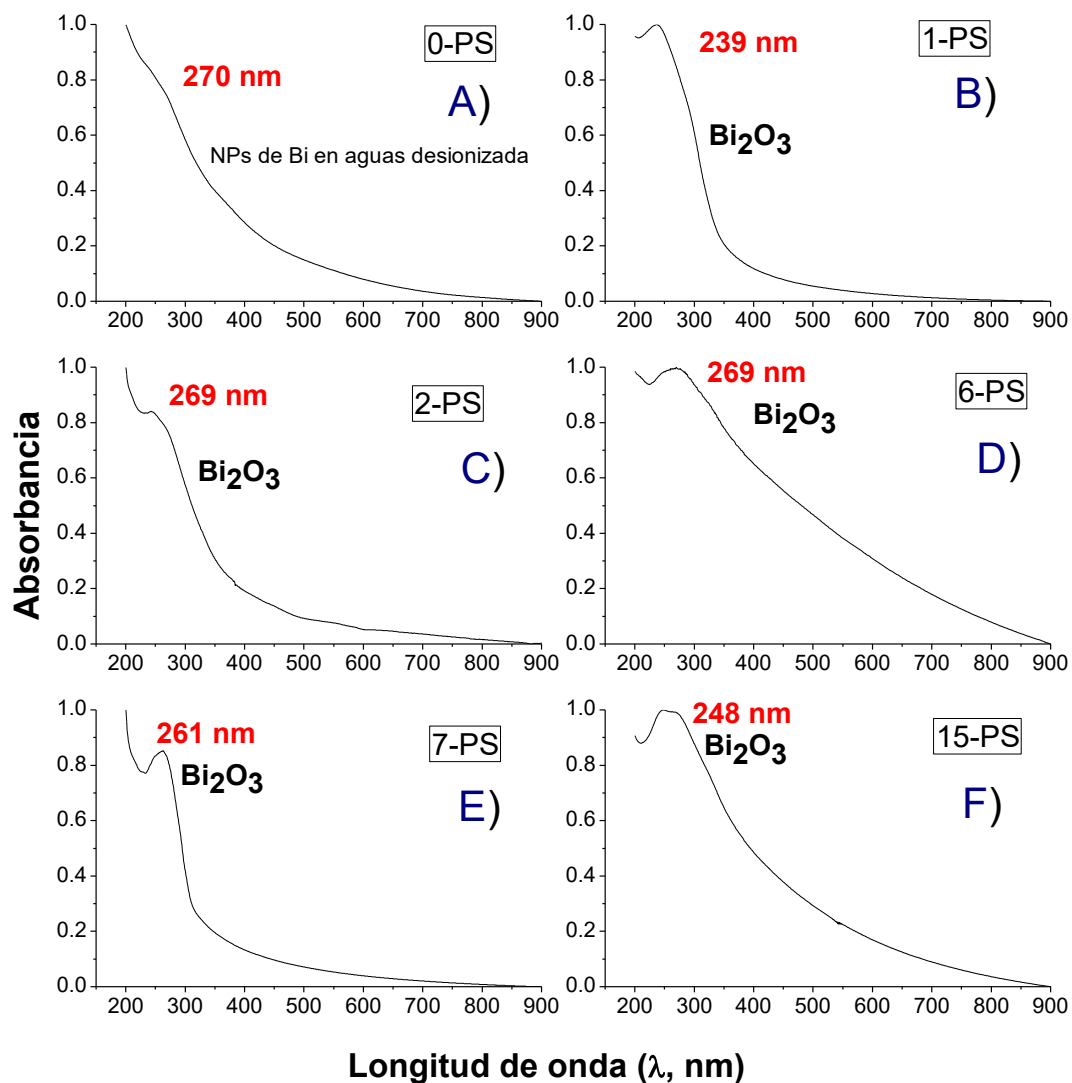 Absorbancia
1.0
0.8
0.6
0.4
0.2
0.0
200 300 400 500 600 700 800 900
270 nm
0-PS
A)
NPs de Bi en aguas desionizada
1.0
0.8
0.6
0.4
0.2
0.0
200 300 400 500 600 700 800 900
239 nm
1-PS
B)
Bi2O3
1.0
0.8
0.6
0.4
0.2
0.0
200 300 400 500 600 700 800 900
269 nm
2-PS
Bi2O3
C)
1.0
0.8
0.6
0.4
0.2
0.0
200 300 400 500 600 700 800 900
269 nm
6-PS
Bi2O3
D)
1.0
0.8
0.6
0.4
0.2
0.0
200 300 400 500 600 700 800 900
261 nm
7-PS
Bi2O3
E)
1.0
0.8
0.6
0.4
0.2
0.0
200 300 400 500 600 700 800 900
248 nm
15-PS
Bi2O3
F)
Longitud de onda (λ, nm)